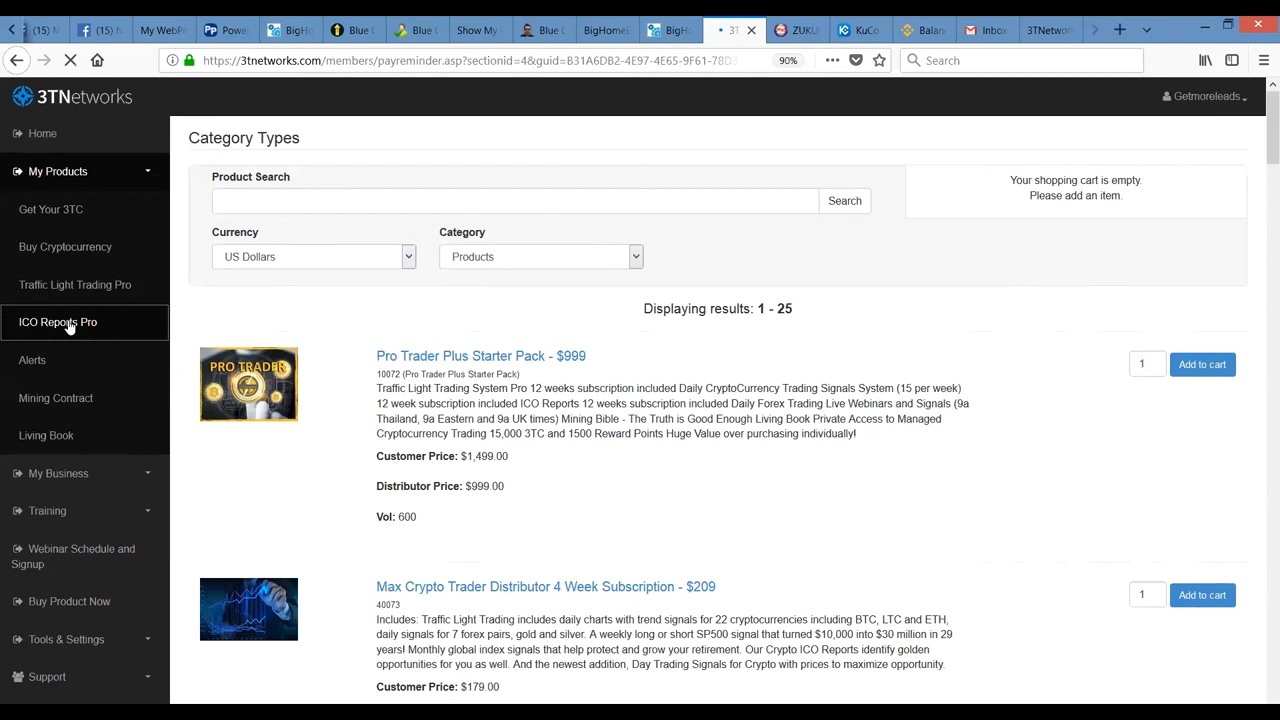 (15) M
(15) M
My WebP
Powe
BigHo
Blue C
Blue C
Show My
Blue C
BigHomeE
BigHo
3T
ZUKU
KuCo
Balan
Inbox
3TNetwor
https://3tnetworks.com/members/payreminder.asp?sectionid=4&guid=b31A6DB2-4E97-4E65-9F61-78D3
90%
Search
3TNetworks
Getmoreleads
Home
My Products
Get Your 3TC
Buy Cryptocurrency
Traffic Light Trading Pro
ICO Reports Pro
Alerts
Mining Contract
Living Book
My Business
Training
Webinar Schedule and
Signup
Buy Product Now
Tools & Settings
Support
Category Types
Product Search
Search
Your shopping cart is empty.
Please add an item.
Currency
Category
US Dollars
Products
Displaying results: 1 - 25
PRO TRADER
Pro Trader Plus Starter Pack - $999
10072 (Pro Trader Plus Starter Pack)
Traffic Light Trading System Pro 12 weeks subscription included Daily CryptoCurrency Trading Signals System (15 per week)
12 week subscription included ICO Reports 12 weeks subscription included Daily Forex Trading Live Webinars and Signals (9a
Thailand, 9a Eastern and 9a UK times) Mining Bible - The Truth is Good Enough Living Book Private Access to Managed
Cryptocurrency Trading 15,000 3TC and 1500 Reward Points Huge Value over purchasing individually!
Customer Price: $1,499.00
Distributor Price: $999.00
Vol: 600
1
Add to cart
Max Crypto Trader Distributor 4 Week Subscription - $209
40073
Includes: Traffic Light Trading includes daily charts with trend signals for 22 cryptocurrencies including BTC, LTC and ETH,
daily signals for 7 forex pairs, gold and silver. A weekly long or short SP500 signal that turned $10,000 into $30 million in 29
years! Monthly global index signals that help protect and grow your retirement. Our Crypto ICO Reports identify golden
opportunities for you as well. And the newest addition, Day Trading Signals for Crypto with prices to maximize opportunity.
Customer Price: $179.00
1
Add to cart